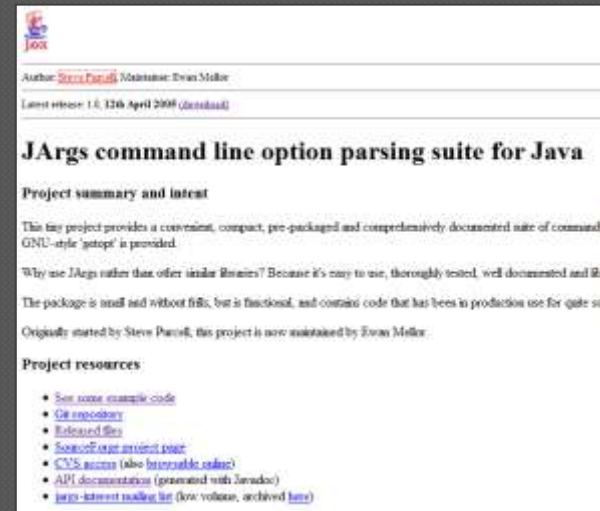 Author: Steve Purcell, Maintainer: Ewan Mellor
Latest release: 1.0, 12th April 2005 (download)
JArgs command line option parsing suite for Java
Project summary and intent
This tiny project provides a convenient, compact, pre-packaged and comprehensively documented suite of command
GNU-style 'getopt' is provided.
Why use JArgs rather than other similar libraries? Because it's easy to use, thoroughly tested, well documented and
The package is small and without frills, but is functional, and contains code that has been in production use for quite
Originally started by Steve Purcell, this project is now maintained by Ewan Mellor.
Project resources
See some example code
Git repository
Released files
SourceForge project page
CVS access (also browsable online)
API documentation (generated with Javadoc)
jargs-interest mailing list (low volume, archived here)